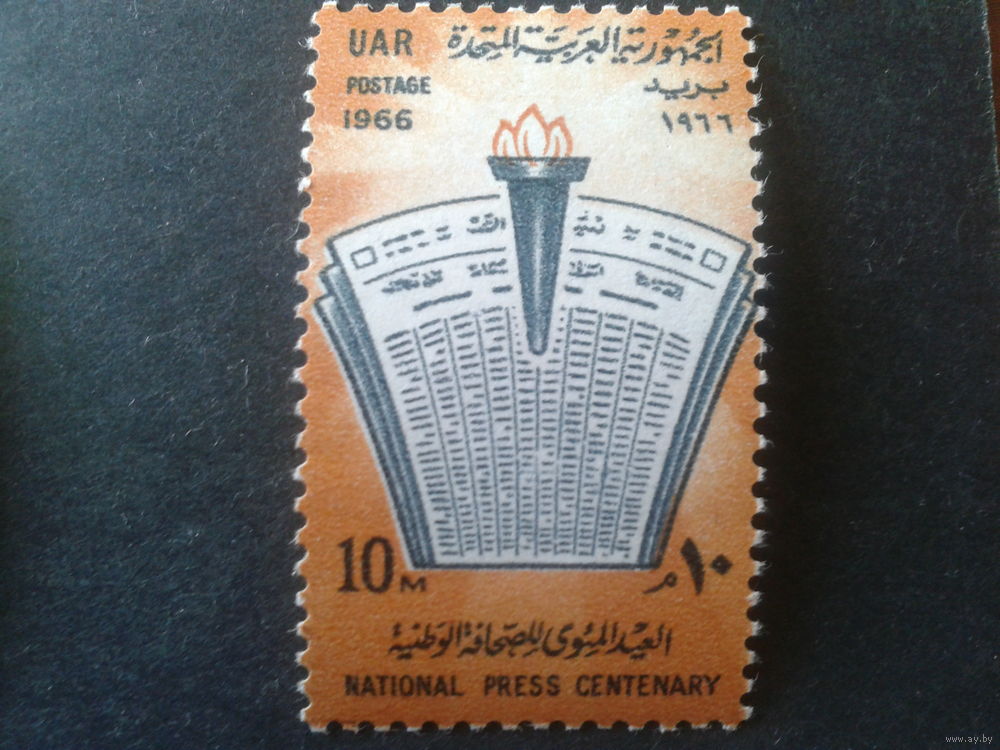 UAR الجمهورية العربية المتحدة
POSTAGE بريد
1966 ١٩٦٦
10 M ١٠ م
العيد المئوى للصحافة الوطنية
NATIONAL PRESS CENTENARY
www.ay.by